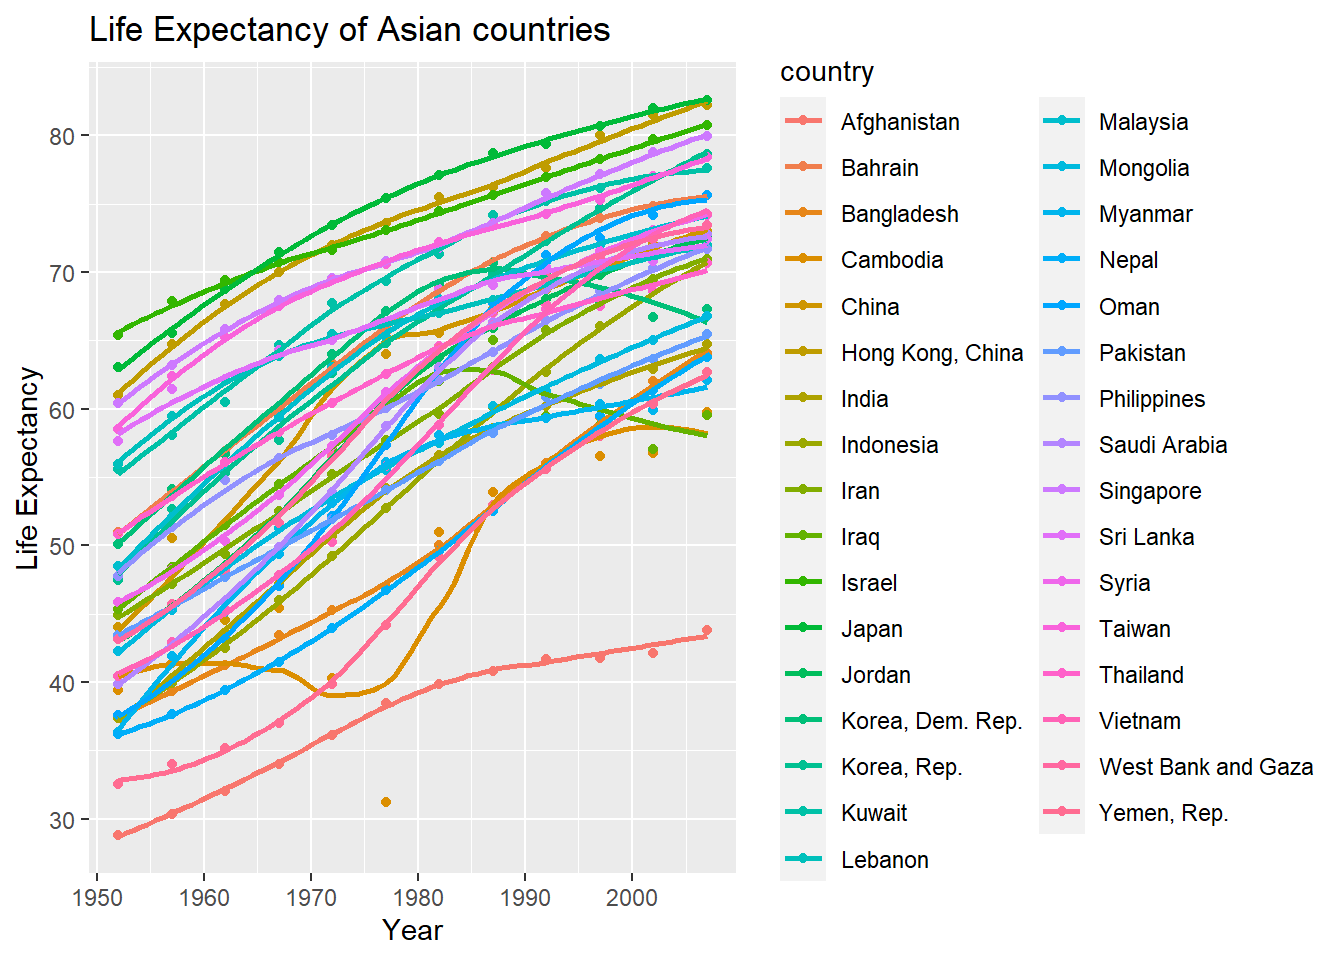 Life Expectancy of Asian countries
Life Expectancy
80
70
60
50
40
30
1950
1960
1970
1980
1990
2000
Year
country
Afghanistan
Bahrain
Bangladesh
Cambodia
China
Hong Kong, China
India
Indonesia
Iran
Iraq
Israel
Japan
Jordan
Korea, Dem. Rep.
Korea, Rep.
Kuwait
Lebanon
Malaysia
Mongolia
Myanmar
Nepal
Oman
Pakistan
Philippines
Saudi Arabia
Singapore
Sri Lanka
Syria
Taiwan
Thailand
Vietnam
West Bank and Gaza
Yemen, Rep.